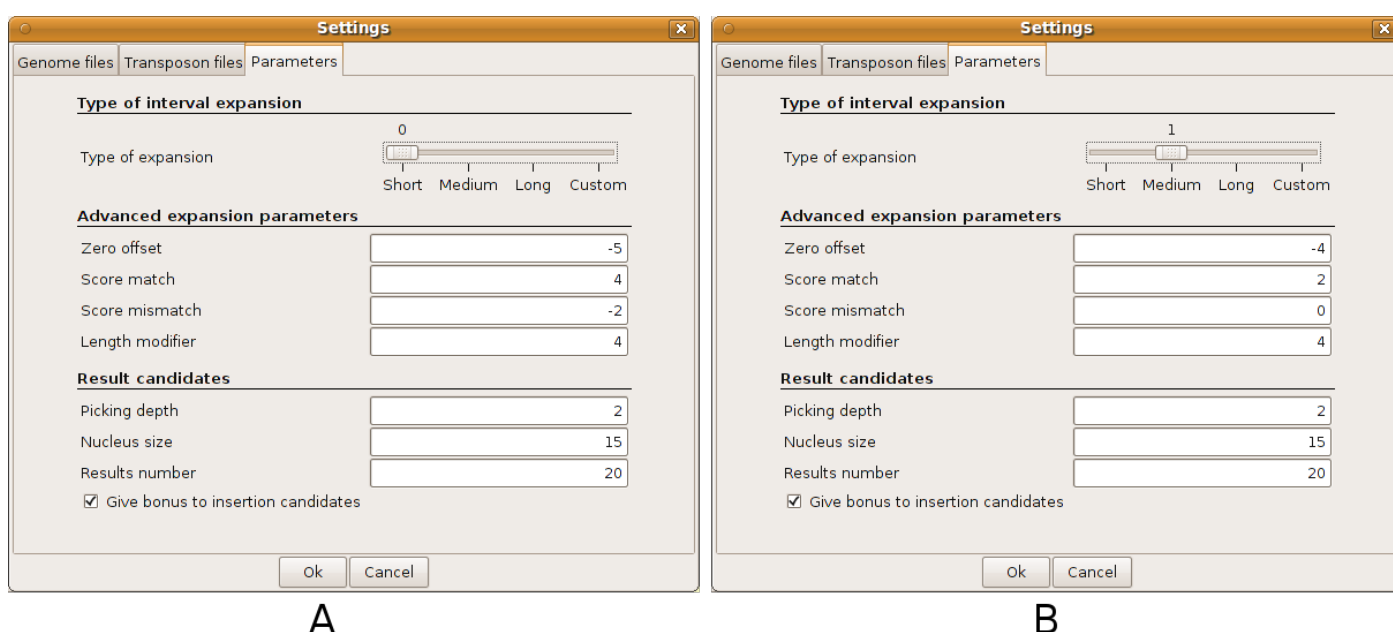 Settings
Genome files Transposon files Parameters
Type of interval expansion
0
Type of expansion
Short Medium Long Custom
Advanced expansion parameters
Zero offset -5
Score match 4
Score mismatch -2
Length modifier 4
Result candidates
Picking depth 2
Nucleus size 15
Results number 20
Give bonus to insertion candidates
Ok Cancel
A
Settings
Genome files Transposon files Parameters
Type of interval expansion
1
Type of expansion
Short Medium Long Custom
Advanced expansion parameters
Zero offset -4
Score match 2
Score mismatch 0
Length modifier 4
Result candidates
Picking depth 2
Nucleus size 15
Results number 20
Give bonus to insertion candidates
Ok Cancel
B